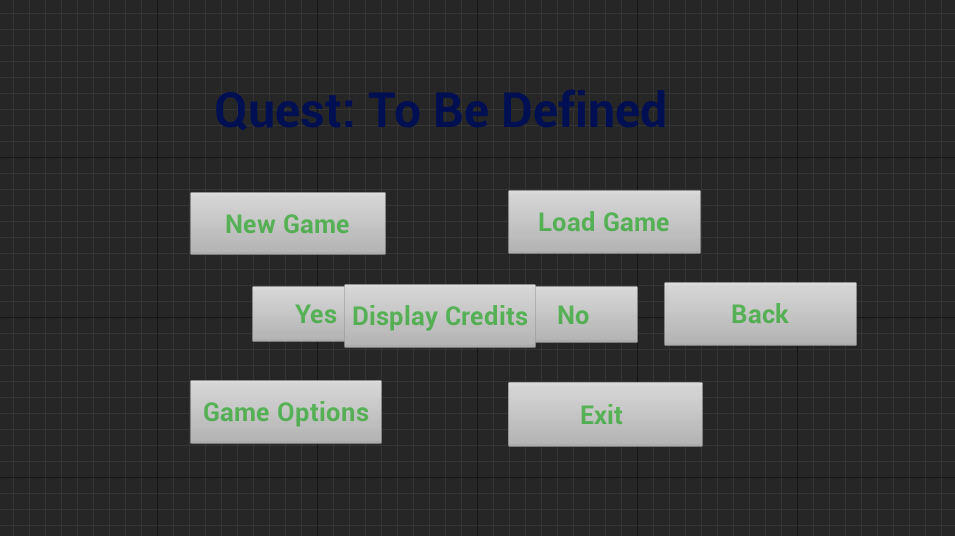 Quest: To Be Defined
New Game
Load Game
Yes
Display Credits
No
Back
Game Options
Exit